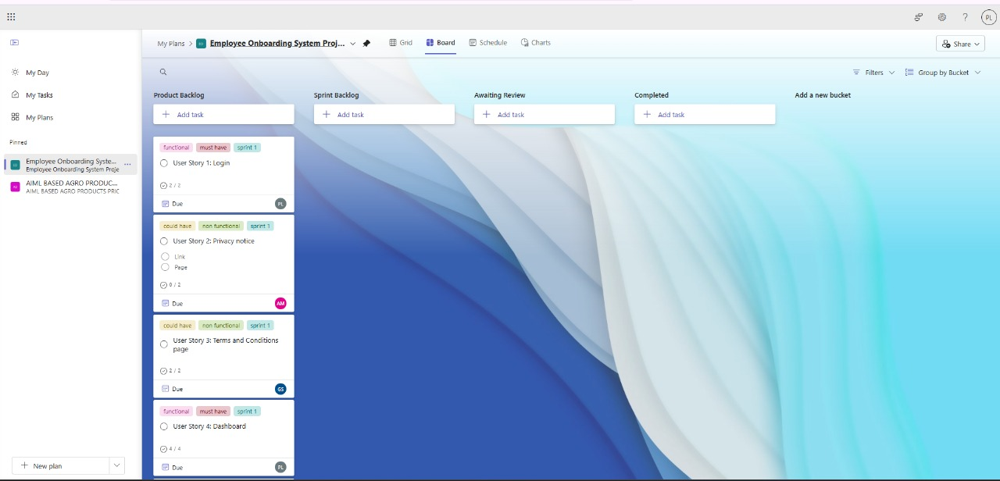 PL
My Plans
Employee Onboarding System Proj...
Grid
Board
Schedule
Charts
Share
My Day
My Tasks
My Plans
Pinned
Employee Onboarding Syste...
Employee Onboarding System Proje
AIML BASED AGRO PRODUC...
AIML BASED AGRO PRODUCTS PRIC
New plan
Filters
Group by Bucket
Product Backlog
Sprint Backlog
Awaiting Review
Completed
Add a new bucket
Add task
Add task
Add task
Add task
functional must have sprint 1
User Story 1: Login
2 / 2
Due PL
could have non functional sprint 1
User Story 2: Privacy notice
Link
Page
0 / 2
Due AM
could have non functional sprint 1
User Story 3: Terms and Conditions
page
2 / 2
Due GS
functional must have sprint 1
User Story 4: Dashboard
4 / 4
Due PL